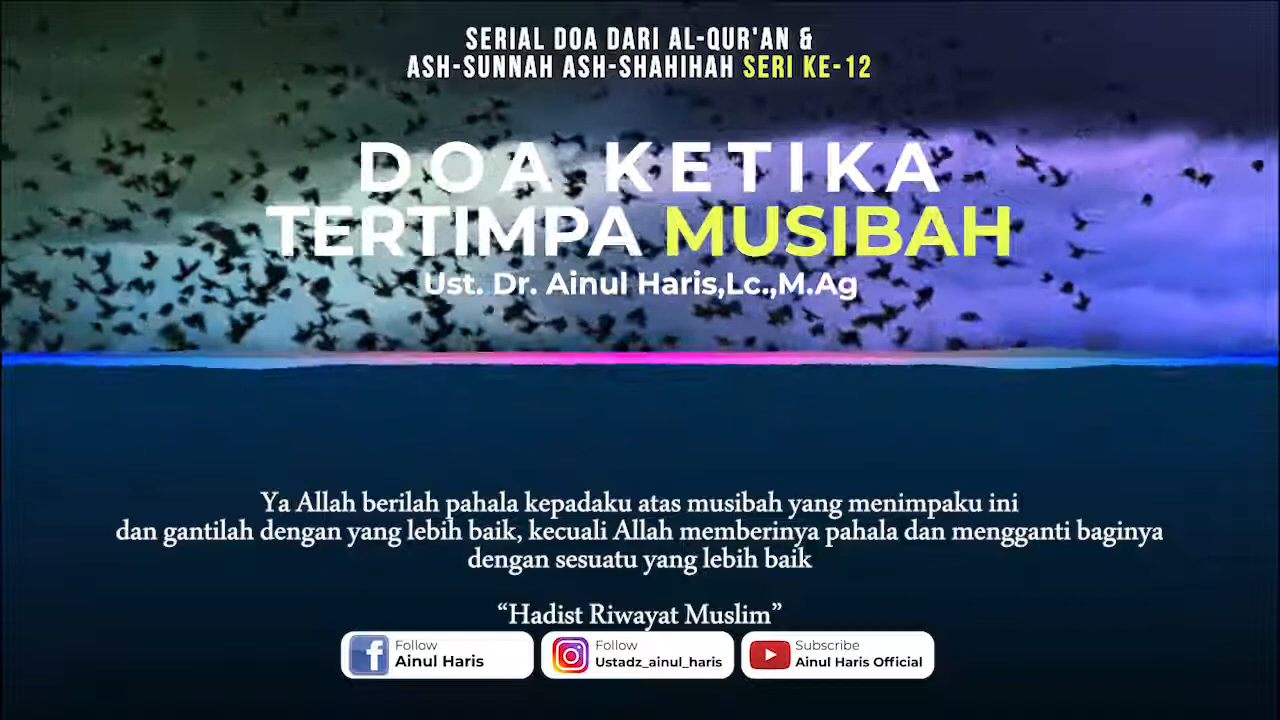 SERIAL DOA DARI AL-QUR'AN &
ASH-SUNNAH ASH-SHAHIHAH SERI KE-12
DOA KETIKA
TERTIMPA MUSIBAH
Ust. Dr. Ainul Haris,Lc.,M.Ag
Ya Allah berilah pahala kepadaku atas musibah yang menimpaku ini
dan gantilah dengan yang lebih baik, kecuali Allah memberinya pahala dan mengganti baginya
dengan sesuatu yang lebih baik
“Hadist Riwayat Muslim”
Follow
Ainul Haris
Follow
Ustadz_ainul_haris
Subscribe
Ainul Haris Official